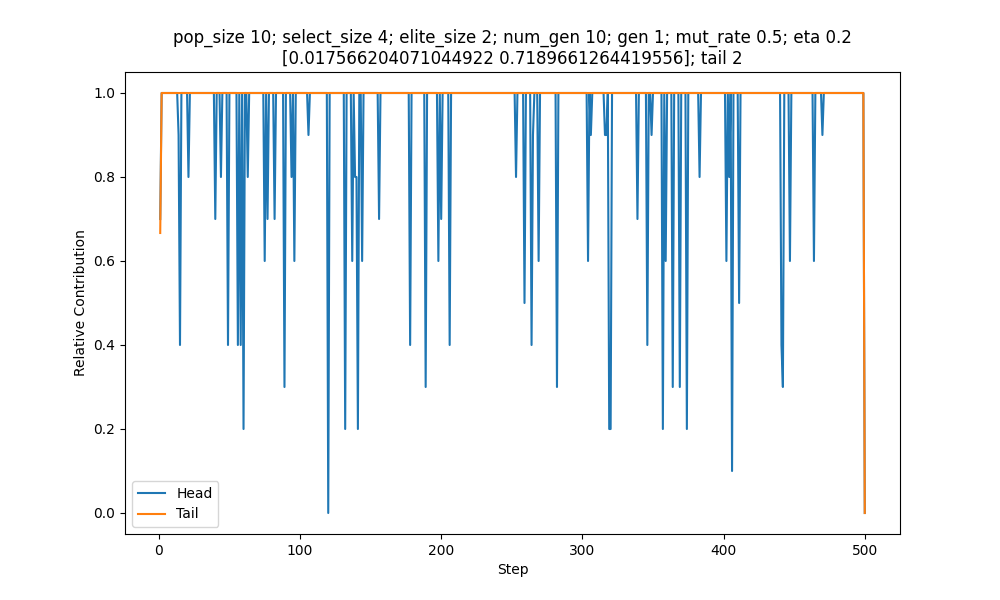 pop_size 10; select_size 4; elite_size 2; num_gen 10; gen 1; mut_rate 0.5; eta 0.2
[0.017566204071044922 0.7189661264419556]; tail 2
1.0
0.8
0.6
0.4
0.2
0.0
Relative Contribution
Head
Tail
0
100
200
300
400
500
Step